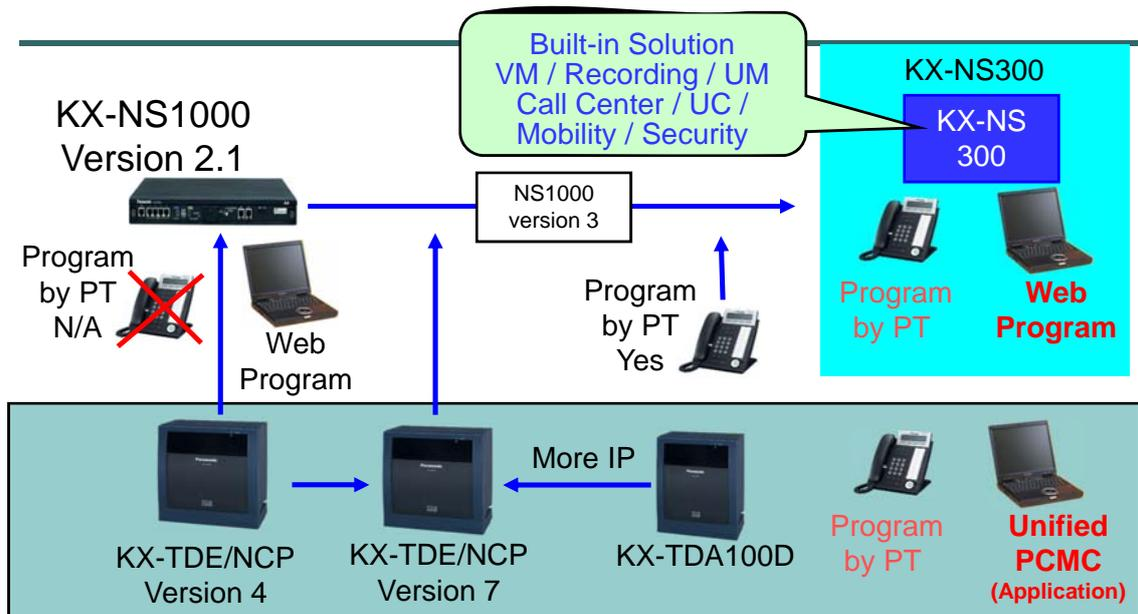 Built-in Solution
VM / Recording / UM
Call Center / UC /
Mobility / Security
KX-NS300
KX-NS
300
KX-NS1000
Version 2.1
NS1000
version 3
Program
by PT
N/A
Web
Program
Program
by PT
Yes
Program
by PT
Web
Program
More IP
KX-TDE/NCP
Version 4
KX-TDE/NCP
Version 7
KX-TDA100D
Program
by PT
Unified
PCMC
(Application)